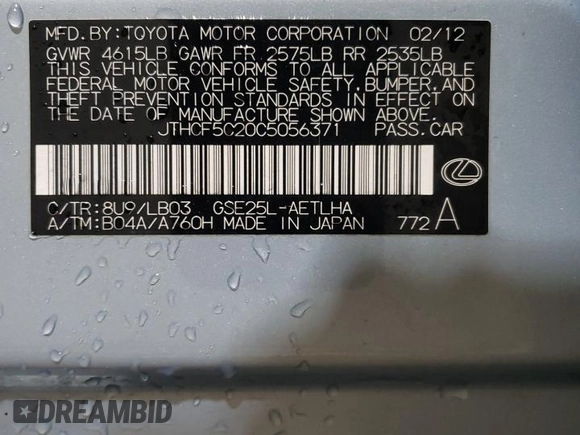 MFD. BY: TOYOTA MOTOR CORPORATION 02/12
GVWR 4615LB GAWR FR 2575LB RR 2535LB
THIS VEHICLE CONFORMS TO ALL APPLICABLE
FEDERAL MOTOR VEHICLE SAFETY, BUMPER, AND
THEFT PREVENTION STANDARDS IN EFFECT ON
THE DATE OF MANUFACTURE SHOWN ABOVE.
JTHCF5C20C5056371 PASS. CAR
C/TR: 8U9/LB03 GSE25L-AETLHA
A/TM: B04A/A760H MADE IN JAPAN 772 A
DREAMBID